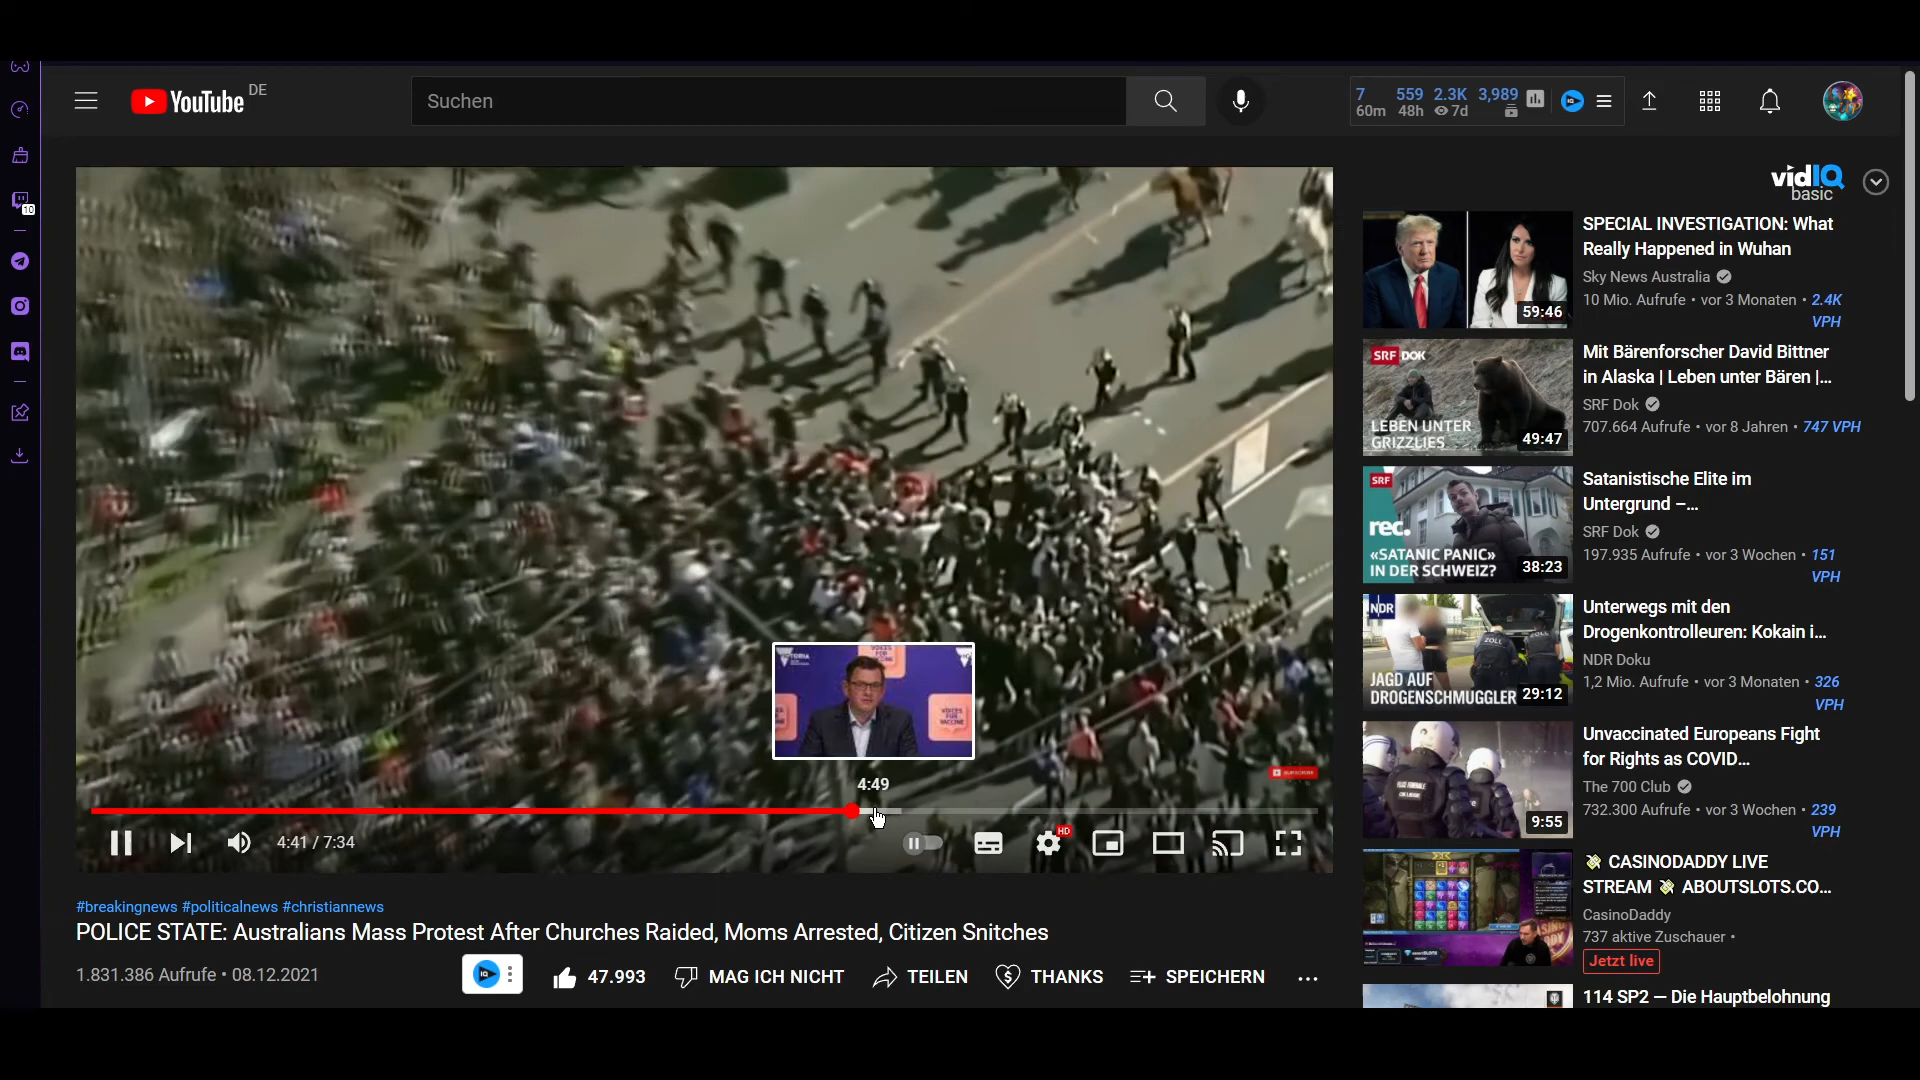 YouTube DE
Suchen
7 559 2.3K 3,989
60m 48h 7d
10
vidIQ
basic
SPECIAL INVESTIGATION: What
Really Happened in Wuhan
Sky News Australia
10 Mio. Aufrufe • vor 3 Monaten • 2.4K
VPH
59:46
SRF DOK
LEBEN UNTER
GRIZZLIES
49:47
Mit Bärenforscher David Bittner
in Alaska | Leben unter Bären |...
SRF Dok
707.664 Aufrufe • vor 8 Jahren • 747 VPH
SRF
rec.
«SATANIC PANIC»
IN DER SCHWEIZ?
38:23
Satanistische Elite im
Untergrund –...
SRF Dok
197.935 Aufrufe • vor 3 Wochen • 151
VPH
NDR
ZOLL ZOLL
JAGD AUF
DROGENSCHMUGGLER
29:12
Unterwegs mit den
Drogenkontrolleuren: Kokain i...
NDR Doku
1,2 Mio. Aufrufe • vor 3 Monaten • 326
VPH
9:55
Unvaccinated Europeans Fight
for Rights as COVID...
The 700 Club
732.300 Aufrufe • vor 3 Wochen • 239
VPH
CASINODADDY LIVE
STREAM ABOUTSLOTS.CO...
CasinoDaddy
737 aktive Zuschauer •
Jetzt live
114 SP2 — Die Hauptbelohnung
VOICES
FOR
VACCINE
SUBSCRIBE
4:49
4:41 / 7:34
HD
#breakingnews #politicalnews #christiannews
POLICE STATE: Australians Mass Protest After Churches Raided, Moms Arrested, Citizen Snitches
1.831.386 Aufrufe • 08.12.2021
IQ
47.993 MAG ICH NICHT TEILEN THANKS SPEICHERN ...